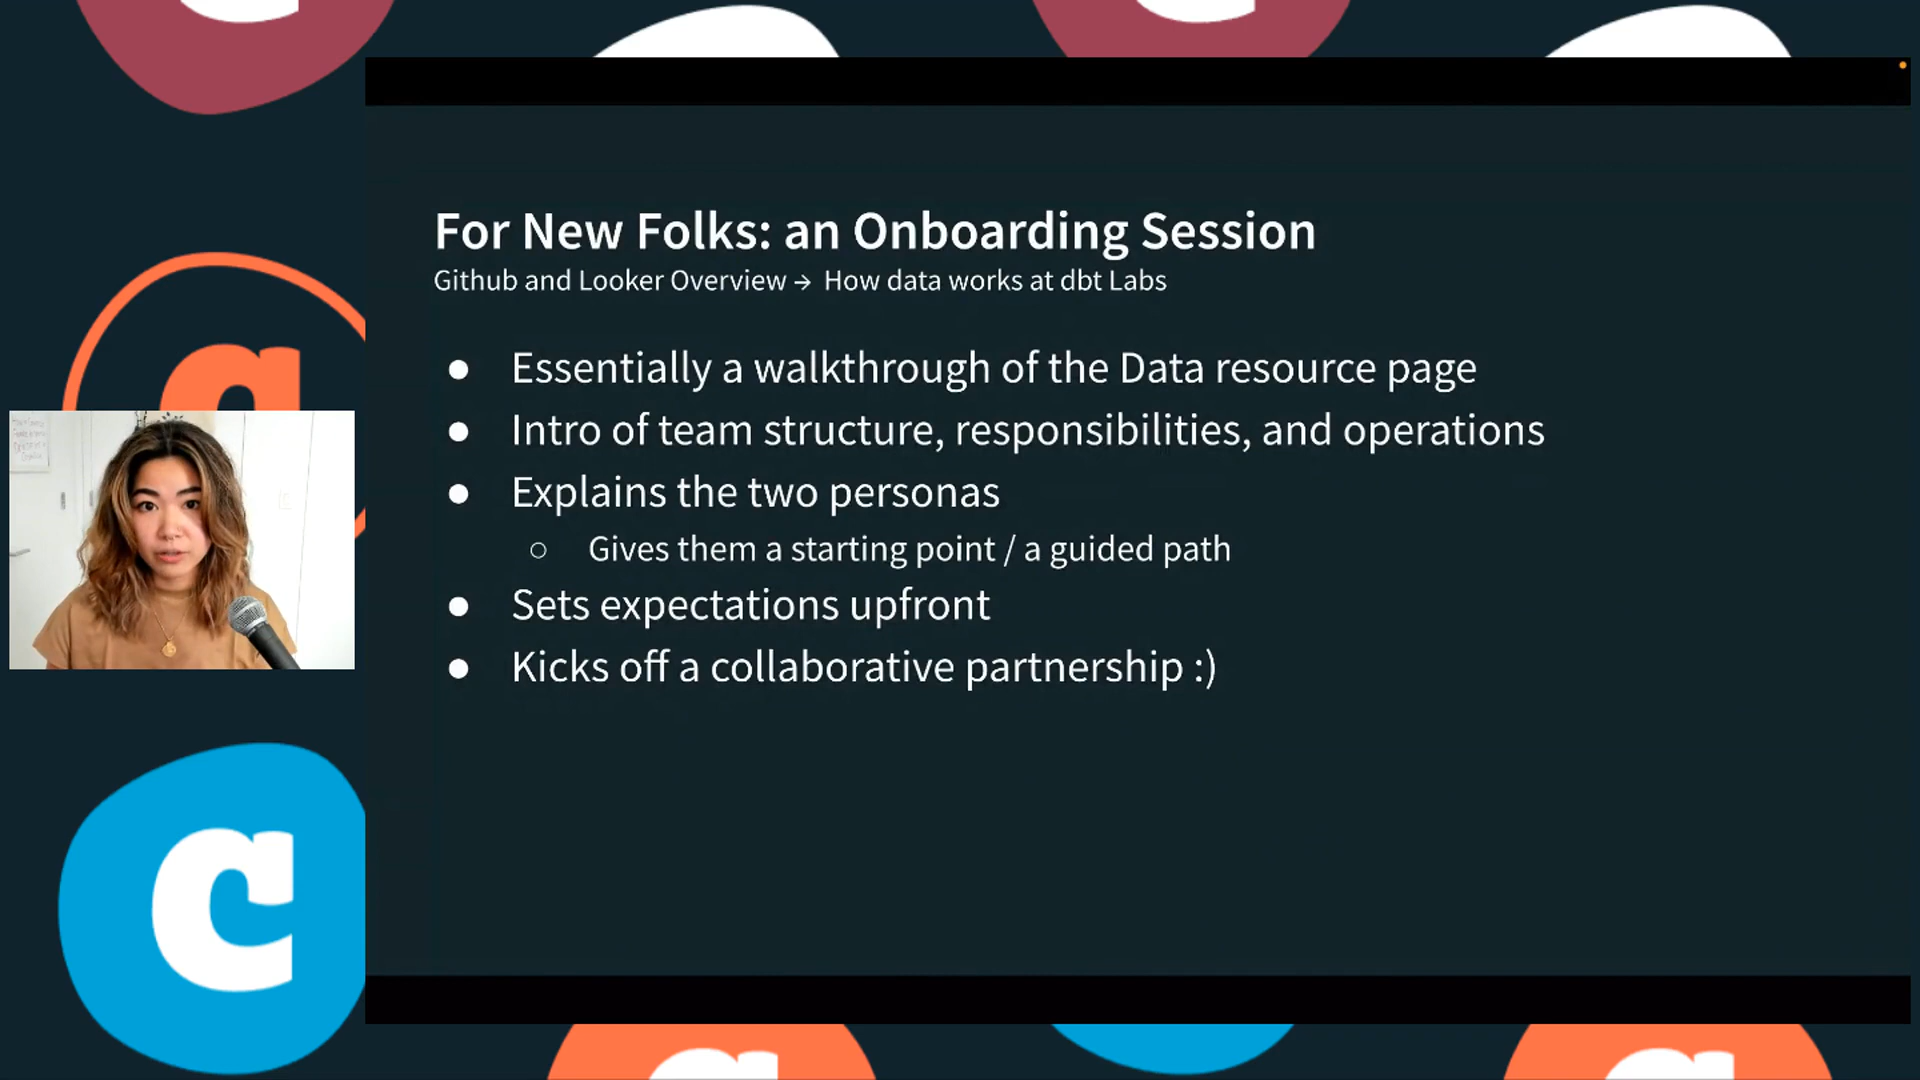 For New Folks: an Onboarding Session
Github and Looker Overview → How data works at dbt Labs
● Essentially a walkthrough of the Data resource page
● Intro of team structure, responsibilities, and operations
● Explains the two personas
○ Gives them a starting point / a guided path
● Sets expectations upfront
● Kicks off a collaborative partnership :)
c